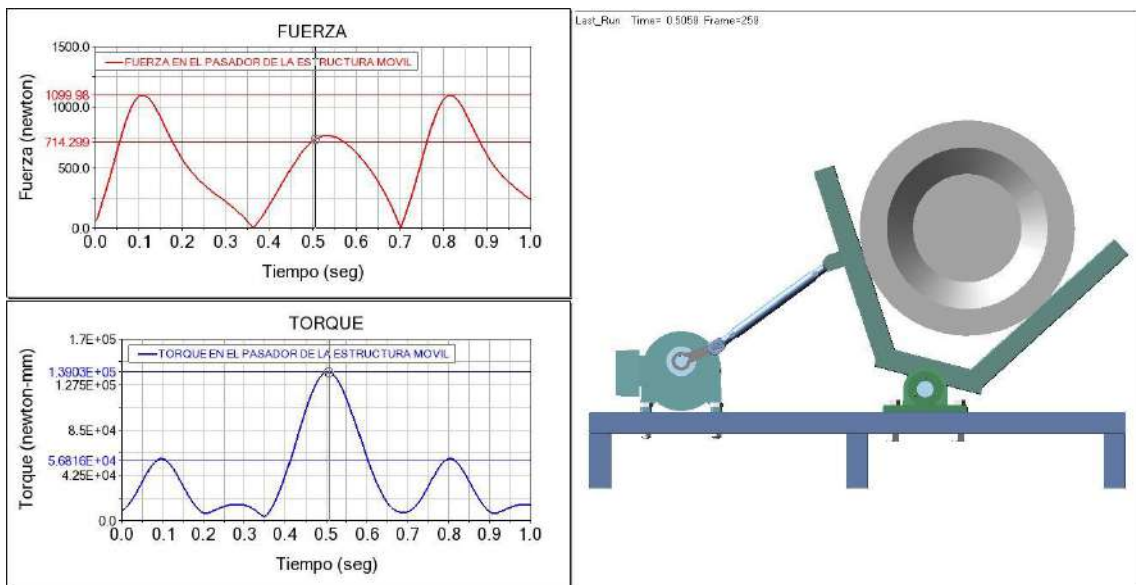 FUERZA
1500.0
FUERZA EN EL PASADOR DE LA ESTRUCTURA MOVIL
1099.98
1000.0
714.299
500.0
0.0
Fuerza (newton)
0.0 0.1 0.2 0.3 0.4 0.5 0.6 0.7 0.8 0.9 1.0
Tiempo (seg)
TORQUE
1.7E+05
TORQUE EN EL PASADOR DE LA ESTRUCTURA MOVIL
1.3903E+05
1.275E+05
8.5E+04
5.6816E+04
4.25E+04
0.0
Torque (newton-mm)
0.0 0.1 0.2 0.3 0.4 0.5 0.6 0.7 0.8 0.9 1.0
Tiempo (seg)
Last_Run Time= 0.5059 Frame=259